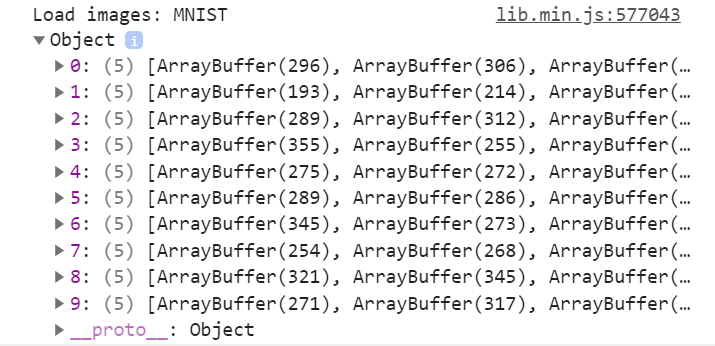 Load images: MNIST lib.min.js:577043
▼Object i
▶0: (5) [ArrayBuffer(296), ArrayBuffer(306), ArrayBuffer(…
▶1: (5) [ArrayBuffer(193), ArrayBuffer(214), ArrayBuffer(…
▶2: (5) [ArrayBuffer(289), ArrayBuffer(312), ArrayBuffer(…
▶3: (5) [ArrayBuffer(355), ArrayBuffer(255), ArrayBuffer(…
▶4: (5) [ArrayBuffer(275), ArrayBuffer(272), ArrayBuffer(…
▶5: (5) [ArrayBuffer(289), ArrayBuffer(286), ArrayBuffer(…
▶6: (5) [ArrayBuffer(345), ArrayBuffer(273), ArrayBuffer(…
▶7: (5) [ArrayBuffer(254), ArrayBuffer(268), ArrayBuffer(…
▶8: (5) [ArrayBuffer(321), ArrayBuffer(345), ArrayBuffer(…
▶9: (5) [ArrayBuffer(271), ArrayBuffer(317), ArrayBuffer(…
▶__proto__: Object